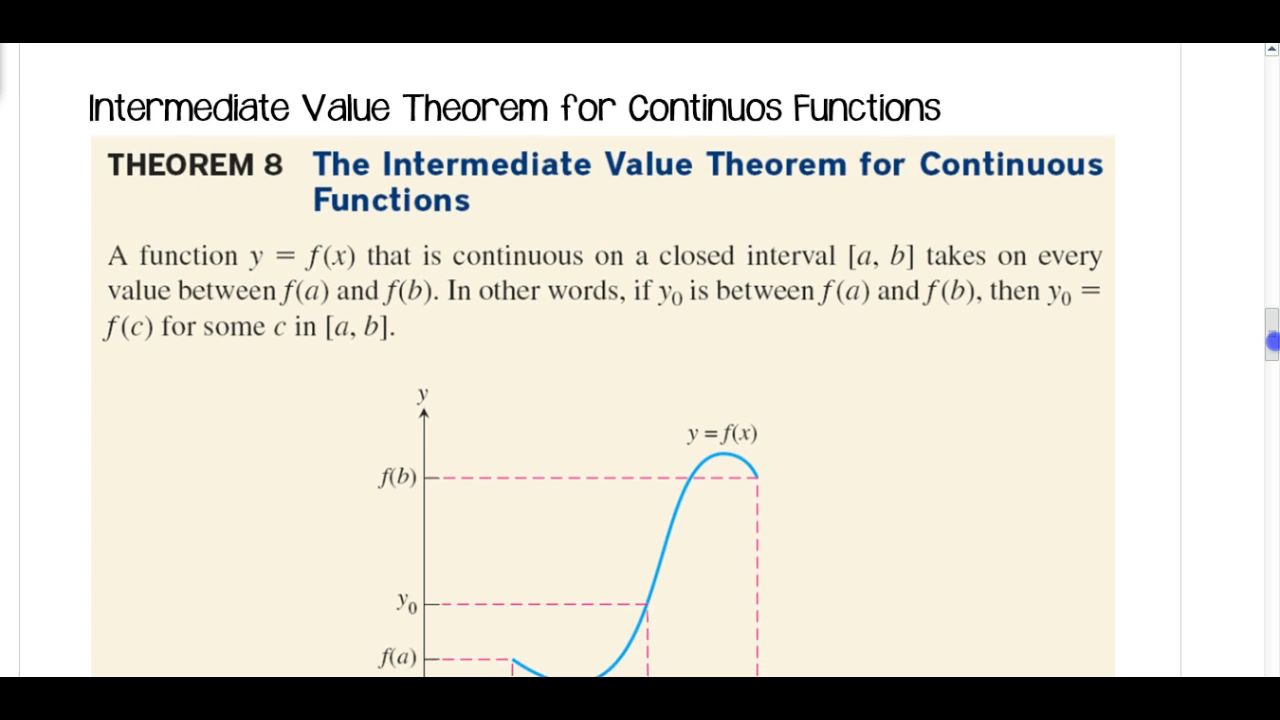 Intermediate Value Theorem for Continuos Functions
THEOREM 8 The Intermediate Value Theorem for Continuous
Functions
A function y = f(x) that is continuous on a closed interval [a, b] takes on every
value between f(a) and f(b). In other words, if y₀ is between f(a) and f(b), then y₀ =
f(c) for some c in [a, b].
y
y = f(x)
f(b)
y₀
f(a)